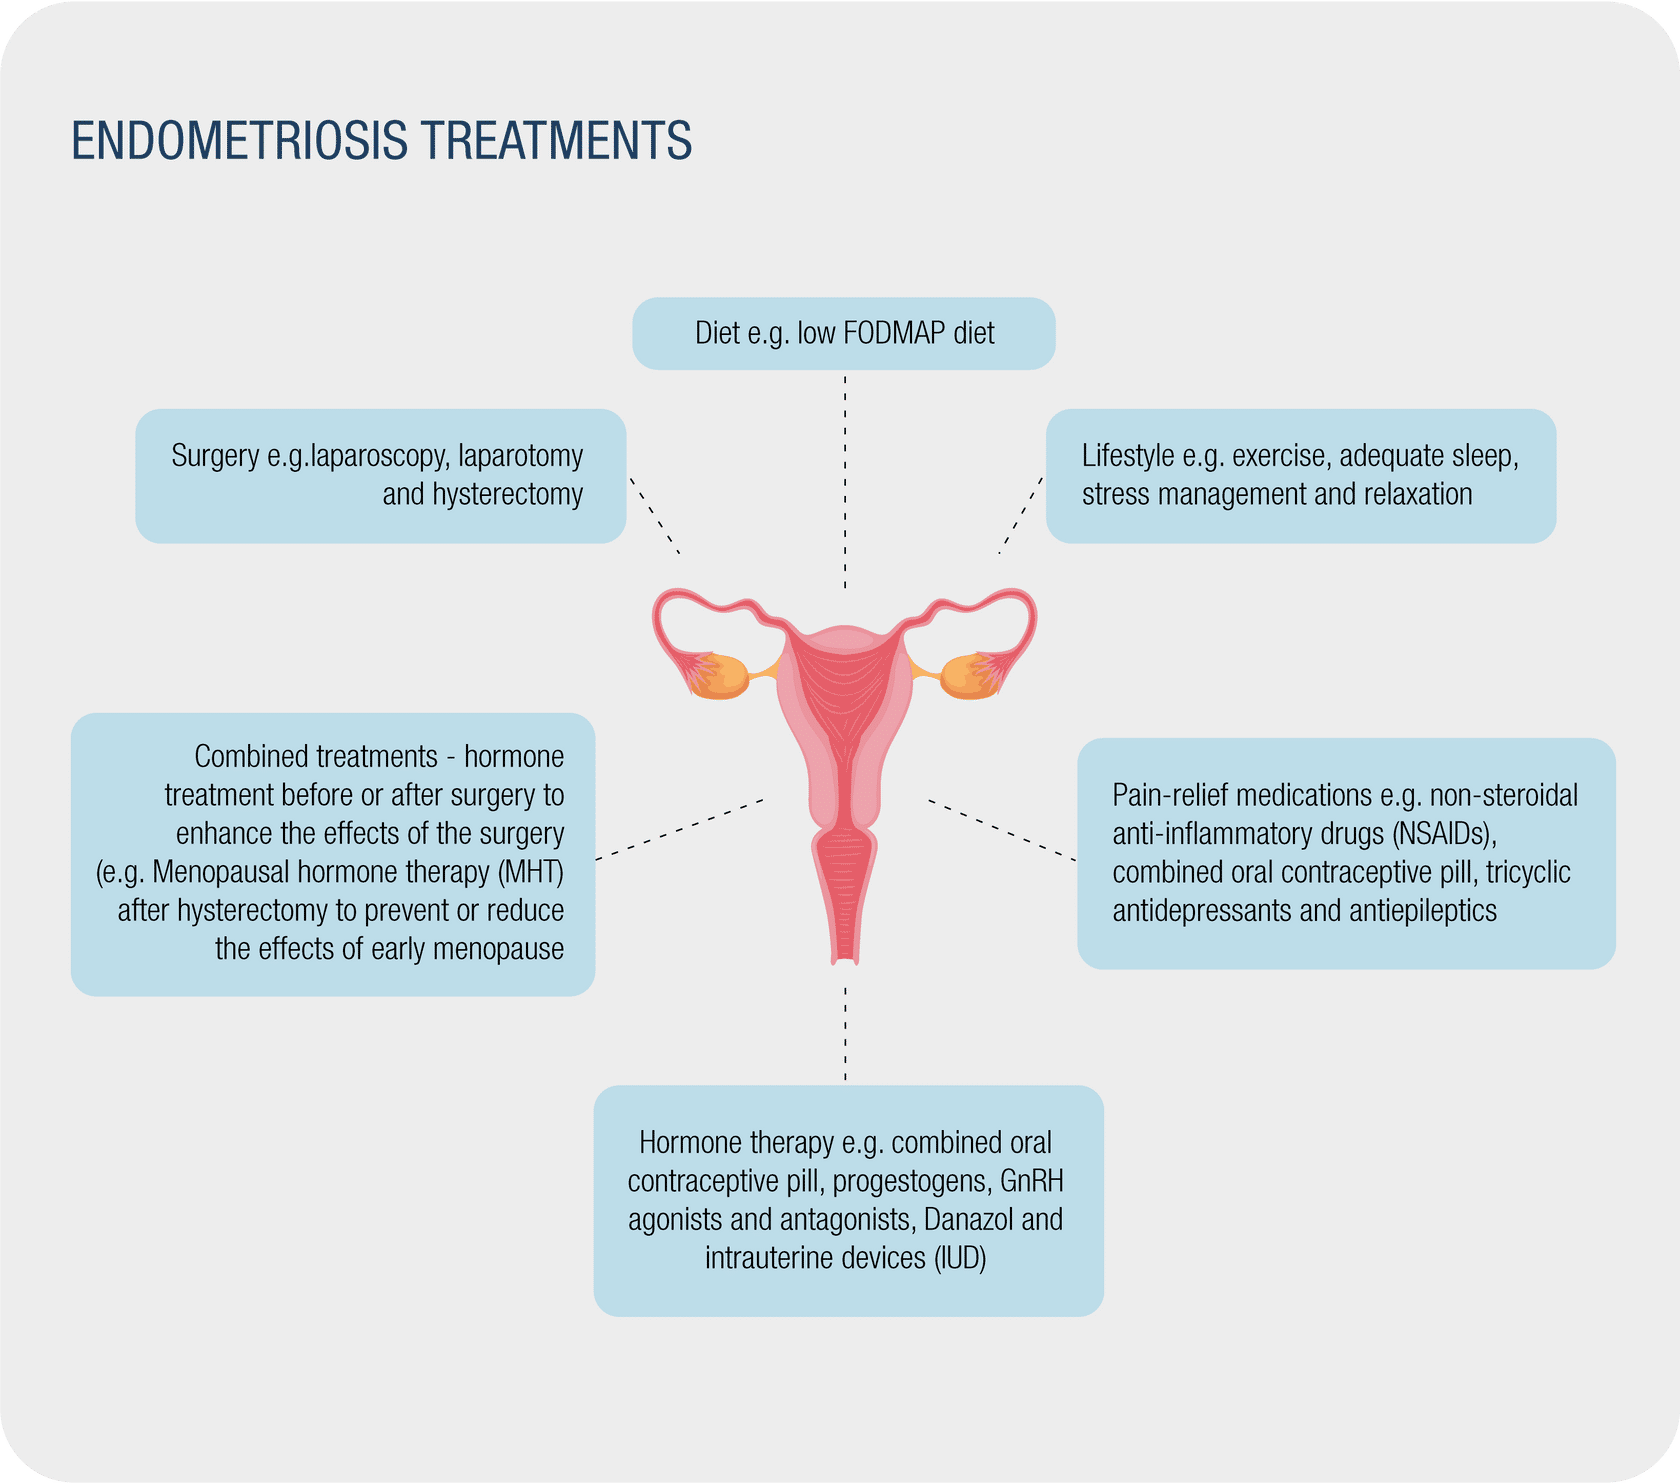 ENDOMETRIOSIS TREATMENTS
Diet e.g. low FODMAP diet
Surgery e.g.laparoscopy, laparotomy
and hysterectomy
Lifestyle e.g. exercise, adequate sleep,
stress management and relaxation
Combined treatments - hormone
treatment before or after surgery to
enhance the effects of the surgery
(e.g. Menopausal hormone therapy (MHT)
after hysterectomy to prevent or reduce
the effects of early menopause
Pain-relief medications e.g. non-steroidal
anti-inflammatory drugs (NSAIDs),
combined oral contraceptive pill, tricyclic
antidepressants and antiepileptics
Hormone therapy e.g. combined oral
contraceptive pill, progestogens, GnRH
agonists and antagonists, Danazol and
intrauterine devices (IUD)